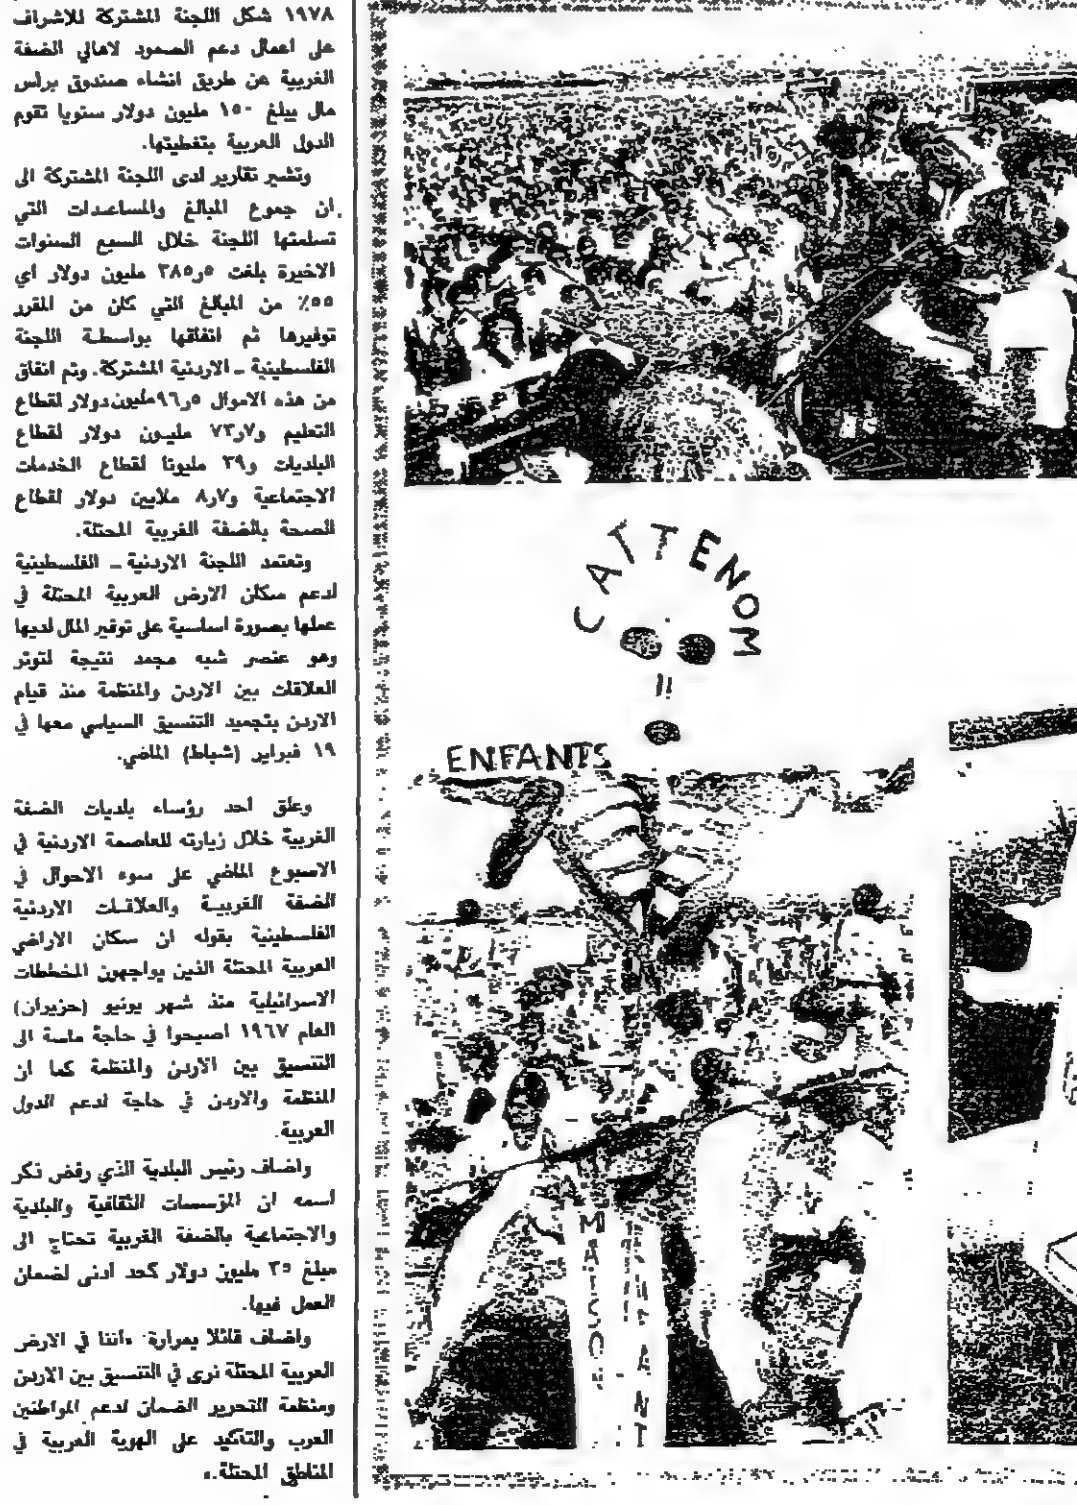 ١٩٧٨ شكل اللجنة المشتركة للاشراف
على اعمال دعم الصمود لاهالي الضفة
الغربية عن طريق انشاء صندوق براس
مال يبلغ ١٥٠ مليون دولار سنويا تقوم
الدول العربية بتغطيتها.
وتشير تقارير لدى اللجنة المشتركة الى
ان جموع المبالغ والمساعدات التي
تسلمتها اللجنة خلال السبع السنوات
الاخيرة بلغت ٥ر٣٨٥ مليون دولار اي
٥٥٪ من المبالغ التي كان من المقرر
توفيرها ثم انفاقها بواسطة اللجنة
الفلسطينية ـ الاردنية المشتركة. وتم انفاق
من هذه الاموال ٥ر٩٦ مليون دولار لقطاع
التعليم و٧ر٧٣ مليون دولار لقطاع
البلديات و٣٩ مليونا لقطاع الخدمات
الاجتماعية و٧ر٨ ملايين دولار لقطاع
الصحة بالضفة الغربية المحتلة.
وتعتمد اللجنة الاردنية ـ الفلسطينية
لدعم سكان الارض العربية المحتلة في
عملها بصورة اساسية على توفير المال لديها
وهو عنصر شبه مجمد نتيجة لتوتر
العلاقات بين الاردن والمنظمة منذ قيام
الاردن بتجميد التنسيق السياسي معها في
١٩ فبراير (شباط) الماضي.
وعلق احد رؤساء بلديات الضفة
الغربية خلال زيارته للعاصمة الاردنية في
الاسبوع الماضي على سوء الاحوال في
الضفة الغربية والعلاقات الاردنية
الفلسطينية بقوله ان سكان الاراضي
العربية المحتلة الذين يواجهون المخططات
الاسرائيلية منذ شهر يونيو (حزيران)
العام ١٩٦٧ اصبحوا في حاجة ماسة الى
التنسيق بين الاردن والمنظمة كما ان
المنظمة والاردن في حاجة لدعم الدول
العربية.
واضاف رئيس البلدية الذي رفض ذكر
اسمه ان المؤسسات الثقافية والبلدية
والاجتماعية بالضفة الغربية تحتاج الى
مبلغ ٣٥ مليون دولار كحد ادنى لضمان
العمل فيها.
واضاف قائلا بمرارة «اننا في الارض
العربية المحتلة نرى في التنسيق بين الاردن
ومنظمة التحرير الضمان لدعم المواطنين
العرب والتاكيد على الهوية العربية في
المناطق المحتلة.»
CATTENOM
=
ENFANTS